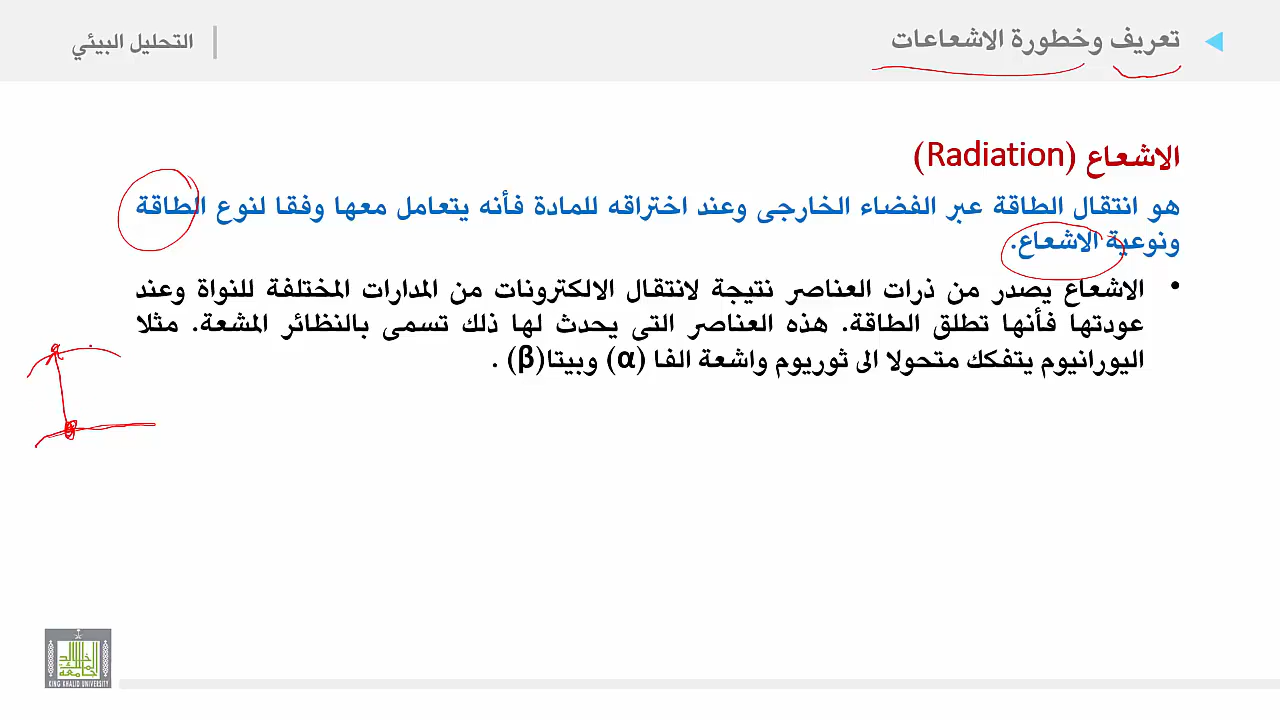 تعريف وخطورة الاشعاعات
التحليل البيئي
الاشعاع (Radiation)
هو انتقال الطاقة عبر الفضاء الخارجى وعند اختراقه للمادة فأنه يتعامل معها وفقا لنوع الطاقة
ونوعية الاشعاع.
• الاشعاع يصدر من ذرات العناصر نتيجة لانتقال الالكترونات من المدارات المختلفة للنواة وعند
عودتها فأنها تطلق الطاقة. هذه العناصر التى يحدث لها ذلك تسمى بالنظائر المشعة. مثلا
اليورانيوم يتفكك متحولا الى ثوريوم واشعة الفا (α) وبيتا(β) .
KING KHALID UNIVERSITY